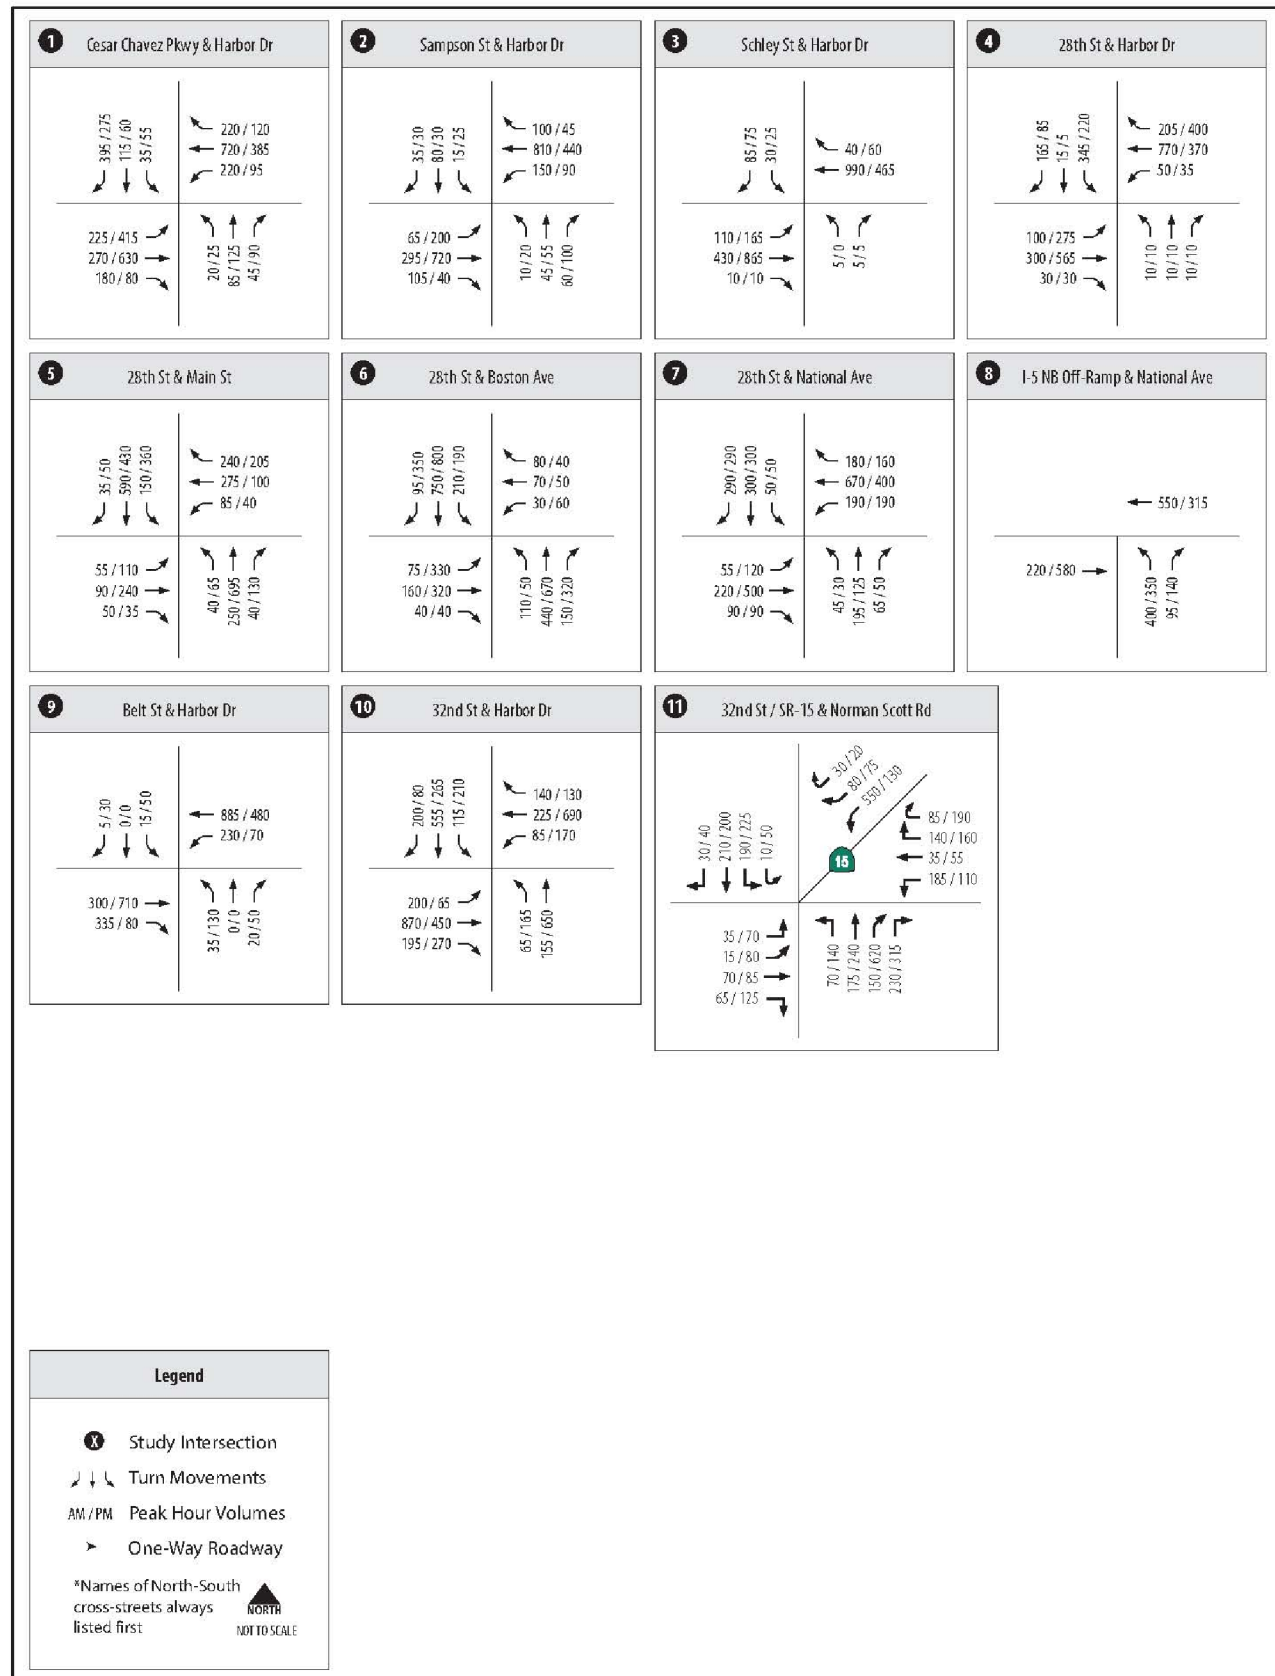 1 Cesar Chavez Pkwy & Harbor Dr
395 / 275
115 / 60
35 / 55
220 / 120
720 / 385
220 / 95
225 / 415
270 / 630
180 / 80
20 / 25
85 / 125
45 / 90
2 Sampson St & Harbor Dr
35 / 30
80 / 30
15 / 25
100 / 45
810 / 440
150 / 90
65 / 200
295 / 720
105 / 40
10 / 20
45 / 55
60 / 100
3 Schley St & Harbor Dr
85 / 75
30 / 25
40 / 60
990 / 465
110 / 165
430 / 865
10 / 10
5 / 0
5 / 5
4 28th St & Harbor Dr
165 / 85
15 / 5
345 / 220
205 / 400
770 / 370
50 / 35
100 / 275
300 / 565
30 / 30
10 / 10
10 / 10
10 / 10
5 28th St & Main St
35 / 50
590 / 430
150 / 360
240 / 205
275 / 100
85 / 40
55 / 110
90 / 240
50 / 35
40 / 65
250 / 695
40 / 130
6 28th St & Boston Ave
95 / 350
750 / 800
210 / 190
80 / 40
70 / 50
30 / 60
75 / 330
160 / 320
40 / 40
110 / 50
440 / 670
150 / 320
7 28th St & National Ave
290 / 290
300 / 300
50 / 50
180 / 160
670 / 400
190 / 190
55 / 120
220 / 500
90 / 90
45 / 30
195 / 125
65 / 50
8 I-5 NB Off-Ramp & National Ave
550 / 315
220 / 580
400 / 350
95 / 140
9 Belt St & Harbor Dr
5 / 30
0 / 0
15 / 50
885 / 480
230 / 70
300 / 710
335 / 80
35 / 130
0 / 0
20 / 50
10 32nd St & Harbor Dr
200 / 80
555 / 265
115 / 210
140 / 130
225 / 690
85 / 170
200 / 65
870 / 450
195 / 270
65 / 165
155 / 650
11 32nd St / SR-15 & Norman Scott Rd
30 / 20
80 / 75
550 / 130
30 / 40
210 / 200
190 / 225
10 / 50
85 / 190
140 / 160
35 / 55
185 / 110
15
35 / 70
15 / 80
70 / 85
65 / 125
70 / 140
175 / 240
150 / 620
230 / 315
Legend
X Study Intersection
Turn Movements
AM / PM Peak Hour Volumes
One-Way Roadway
*Names of North-South
cross-streets always
listed first
NORTH
NOT TO SCALE